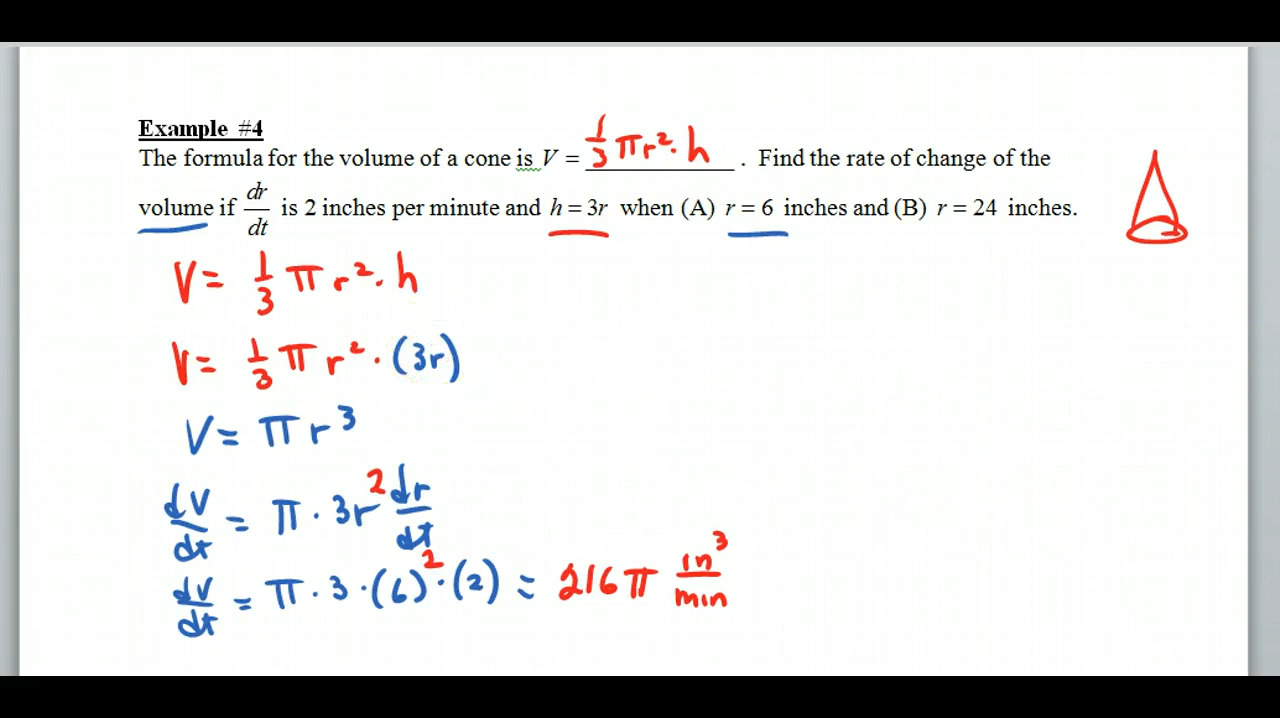 Example #4
The formula for the volume of a cone is V = 1/3 πr²·h . Find the rate of change of the
volume if dr/dt is 2 inches per minute and h = 3r when (A) r = 6 inches and (B) r = 24 inches.
V = 1/3 π r²·h
V = 1/3 π r²·(3r)
V = π r³
dV/dt = π·3r² dr/dt
dV/dt = π·3·(6)²·(2) = 216π in³/min